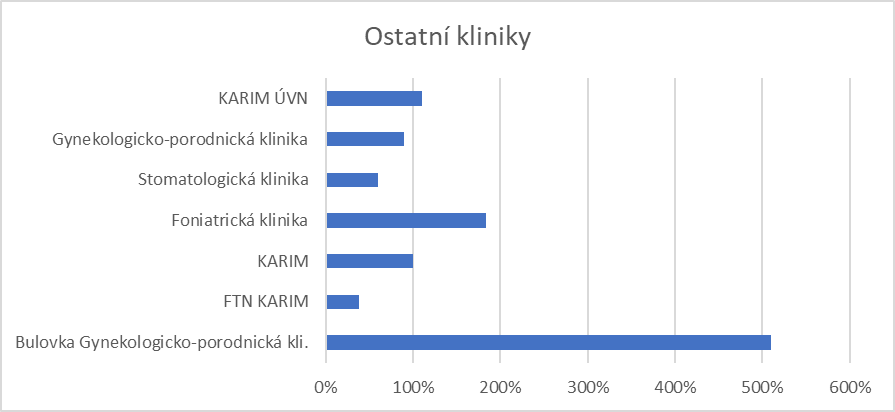 Ostatní kliniky
KARIM ÚVN
Gynekologicko-porodnická klinika
Stomatologická klinika
Foniatrická klinika
KARIM
FTN KARIM
Bulovka Gynekologicko-porodnická kli.
0% 100% 200% 300% 400% 500% 600%